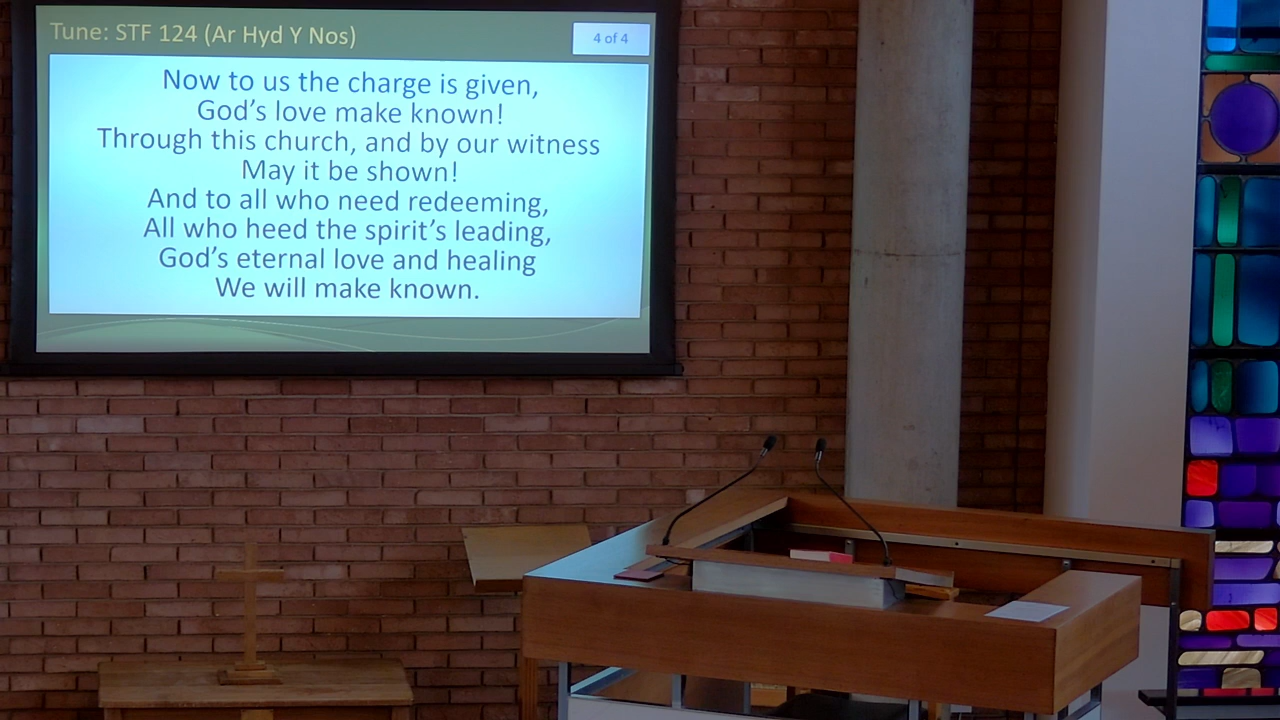 Tune: STF 124 (Ar Hyd Y Nos)
4 of 4
Now to us the charge is given,
God’s love make known!
Through this church, and by our witness
May it be shown!
And to all who need redeeming,
All who heed the spirit’s leading,
God’s eternal love and healing
We will make known.